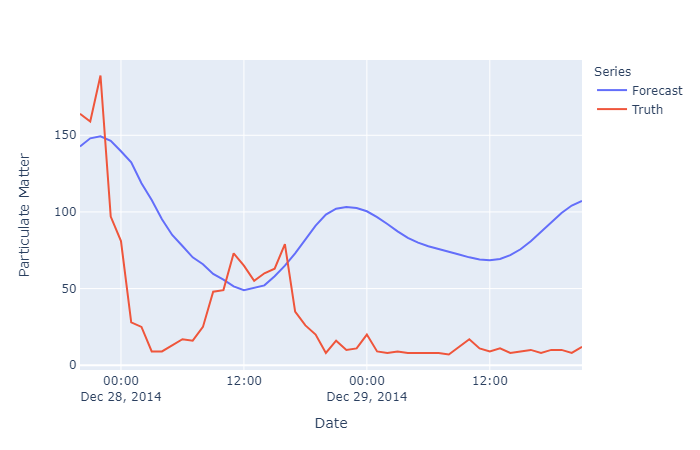 Series
Forecast
Truth
Particulate Matter
150
100
50
0
00:00 12:00 00:00 12:00
Dec 28, 2014 Dec 29, 2014
Date